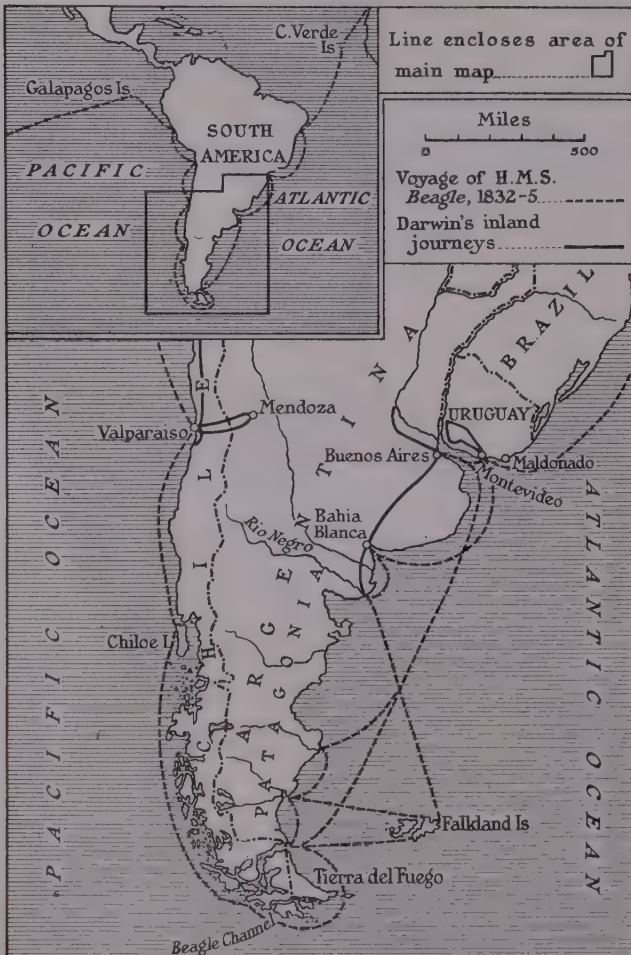 C. Verde
Is
Galapagos Is
SOUTH
AMERICA
PACIFIC
OCEAN
ATLANTIC
OCEAN
Line encloses area of
main map
Miles
0 500
Voyage of H.M.S.
Beagle, 1832-5
Darwin's inland
journeys
BRAZIL
URUGUAY
ARGENTINA
CHILE
PATAGONIA
PACIFIC OCEAN
ATLANTIC OCEAN
Mendoza
Valparaiso
Buenos Aires
Maldonado
Montevideo
Bahia
Blanca
Rio Negro
Chiloe I.
Falkland Is
Tierra del Fuego
Beagle Channel